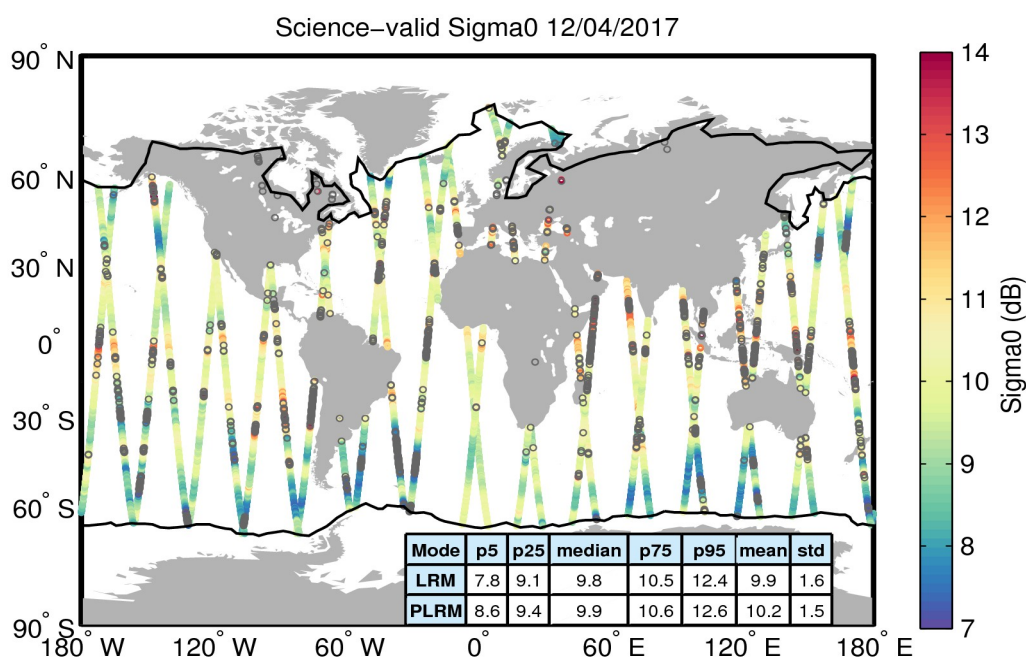 Science−valid Sigma0 12/04/2017
90° N
60° N
30° N
0°
30° S
60° S
90° S
180° W
120° W
60° W
0°
60° E
120° E
180° E
Mode p5 p25 median p75 p95 mean std
LRM 7.8 9.1 9.8 10.5 12.4 9.9 1.6
PLRM 8.6 9.4 9.9 10.6 12.6 10.2 1.5
14
13
12
11
10
9
8
7
Sigma0 (dB)